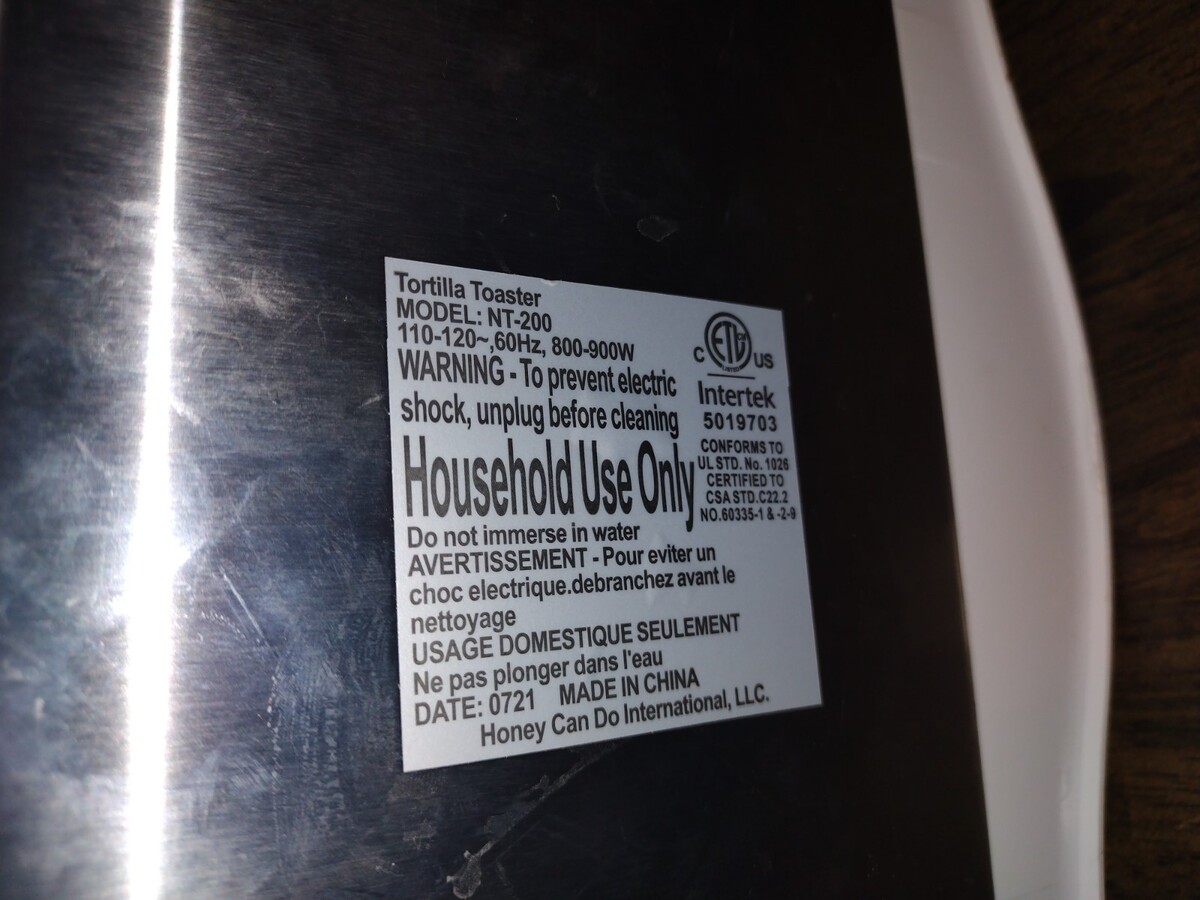 Tortilla Toaster
MODEL: NT-200
110-120~,60Hz, 800-900W
WARNING - To prevent electric
shock, unplug before cleaning
Household Use Only
Do not immerse in water
AVERTISSEMENT - Pour eviter un
choc electrique.debranchez avant le
nettoyage
USAGE DOMESTIQUE SEULEMENT
Ne pas plonger dans l'eau
DATE: 0721 MADE IN CHINA
Honey Can Do International, LLC.
C ETL US
Intertek
5019703
CONFORMS TO
UL STD. No. 1026
CERTIFIED TO
CSA STD.C22.2
NO.60335-1 & -2-9